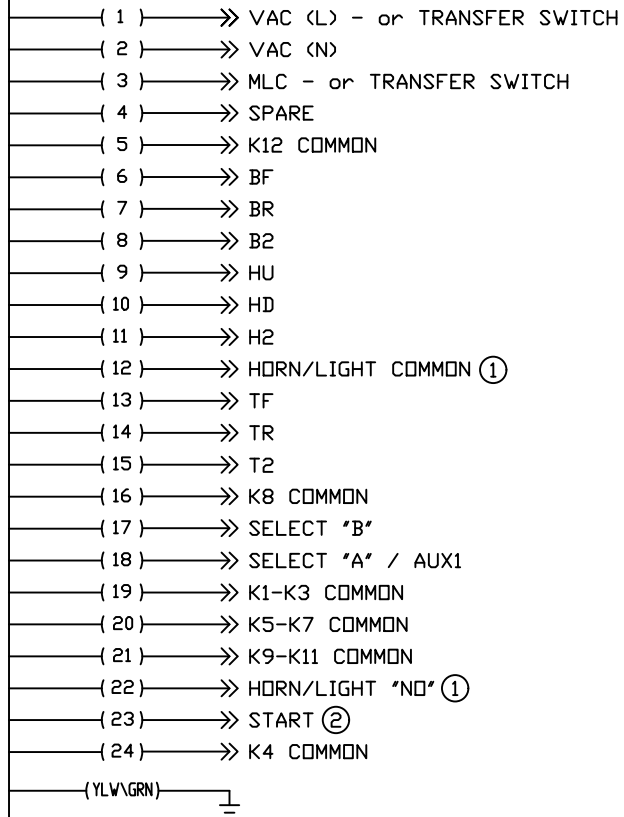 ( 1 ) VAC (L) - or TRANSFER SWITCH
( 2 ) VAC (N)
( 3 ) MLC - or TRANSFER SWITCH
( 4 ) SPARE
( 5 ) K12 COMMON
( 6 ) BF
( 7 ) BR
( 8 ) B2
( 9 ) HU
( 10 ) HD
( 11 ) H2
( 12 ) HORN/LIGHT COMMON 1
( 13 ) TF
( 14 ) TR
( 15 ) T2
( 16 ) K8 COMMON
( 17 ) SELECT "B"
( 18 ) SELECT "A" / AUX1
( 19 ) K1-K3 COMMON
( 20 ) K5-K7 COMMON
( 21 ) K9-K11 COMMON
( 22 ) HORN/LIGHT "NO" 1
( 23 ) START 2
( 24 ) K4 COMMON
(YLW\GRN)